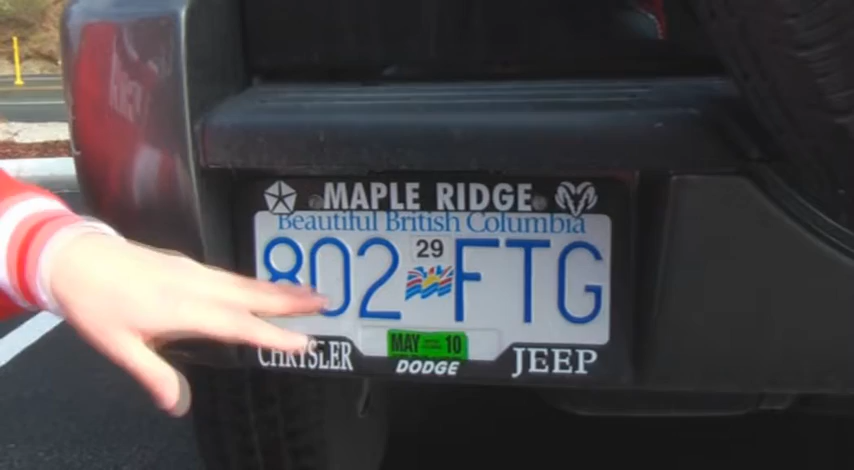 MAPLE RIDGE
Beautiful British Columbia
802 29 FTG
MAY 10
CHRYSLER DODGE JEEP